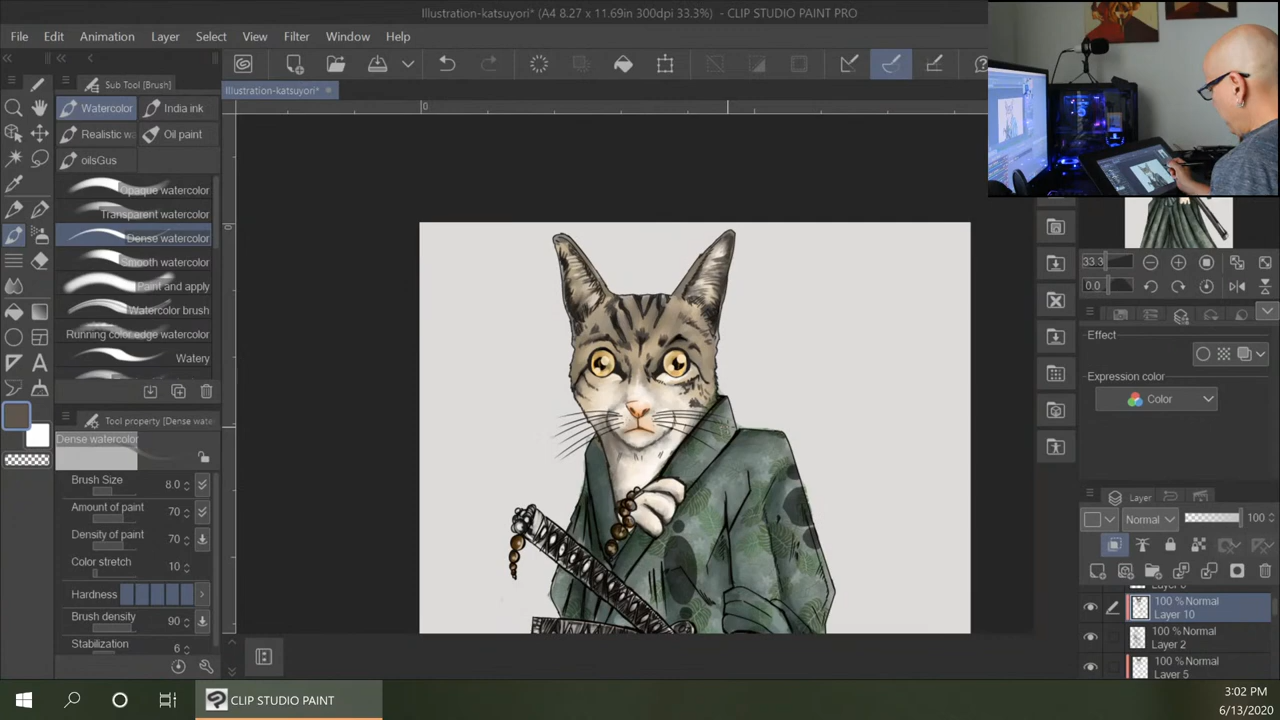 Illustration-katsuyori* (A4 8.27 x 11.69in 300dpi 33.3%) - CLIP STUDIO PAINT PRO
File Edit Animation Layer Select View Filter Window Help
Sub Tool [Brush]
Illustration-katsuyori*
Watercolor India ink
Realistic w Oil paint
oilsGus
Opaque watercolor
Transparent watercolor
Dense watercolor
Smooth watercolor
Paint and apply
Watercolor brush
Running color edge watercolor
Watery
Tool property [Dense wate
Dense watercolor
Brush Size 8.0
Amount of paint 70
Density of paint 70
Color stretch 10
Hardness
Brush density 90
Stabilization 6
0
0
33.3
0.0
Effect
Expression color
Color
Layer
Normal 100
100 % Normal
Layer 10
100 % Normal
Layer 2
100 % Normal
Layer 5
CLIP STUDIO PAINT
3:02 PM
6/13/2020